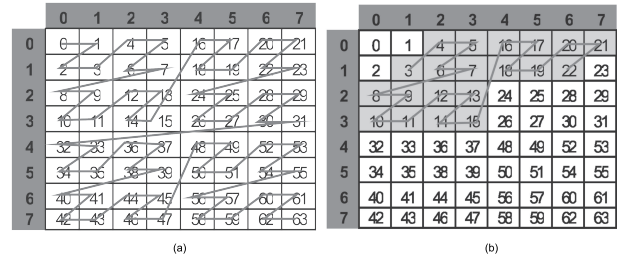 0 1 2 3 4 5 6 7
0 0 1 4 5 16 17 20 21
1 2 3 6 7 18 19 22 23
2 8 9 12 13 24 25 28 29
3 10 11 14 15 26 27 30 31
4 32 33 36 37 48 49 52 53
5 34 35 38 39 50 51 54 55
6 40 41 44 45 56 57 60 61
7 42 43 46 47 58 59 62 63
(a)
0 1 2 3 4 5 6 7
0 0 1 4 5 16 17 20 21
1 2 3 6 7 18 19 22 23
2 8 9 12 13 24 25 28 29
3 10 11 14 15 26 27 30 31
4 32 33 36 37 48 49 52 53
5 34 35 38 39 50 51 54 55
6 40 41 44 45 56 57 60 61
7 42 43 46 47 58 59 62 63
(b)